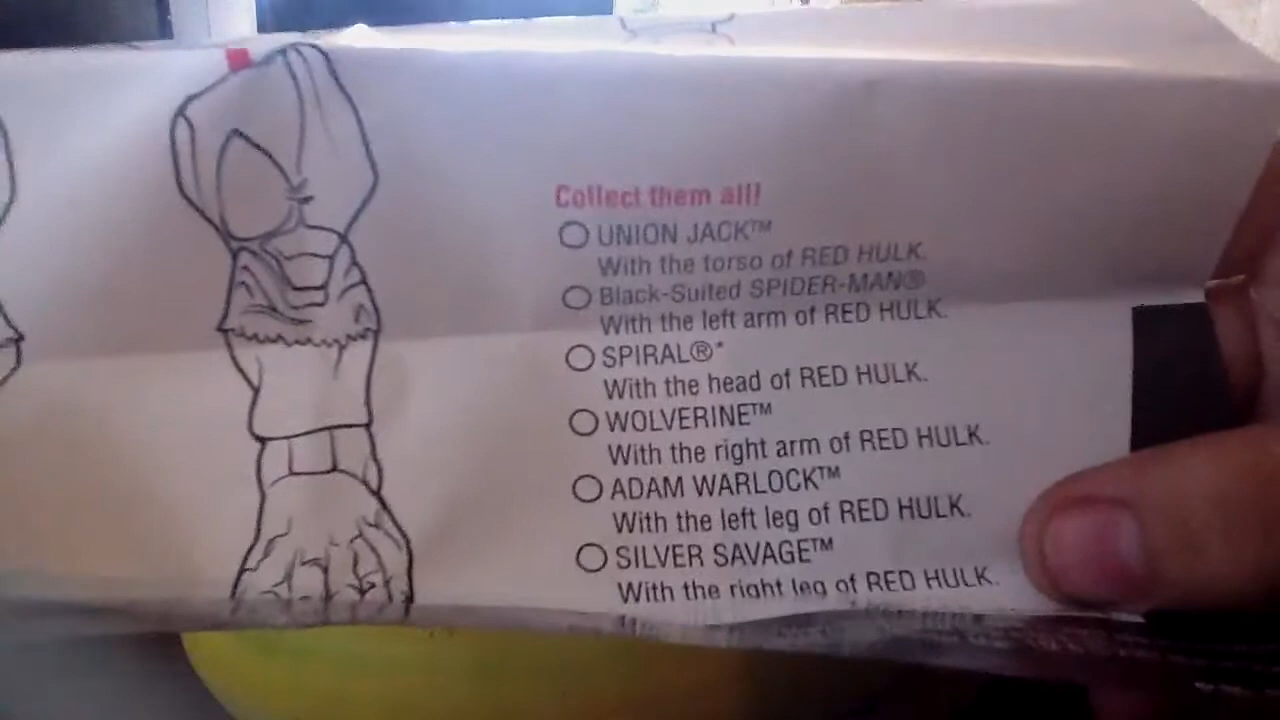 Collect them all!
UNION JACK™
With the torso of RED HULK.
Black-Suited SPIDER-MAN®
With the left arm of RED HULK.
SPIRAL®*
With the head of RED HULK.
WOLVERINE™
With the right arm of RED HULK.
ADAM WARLOCK™
With the left leg of RED HULK.
SILVER SAVAGE™
With the right leg of RED HULK.